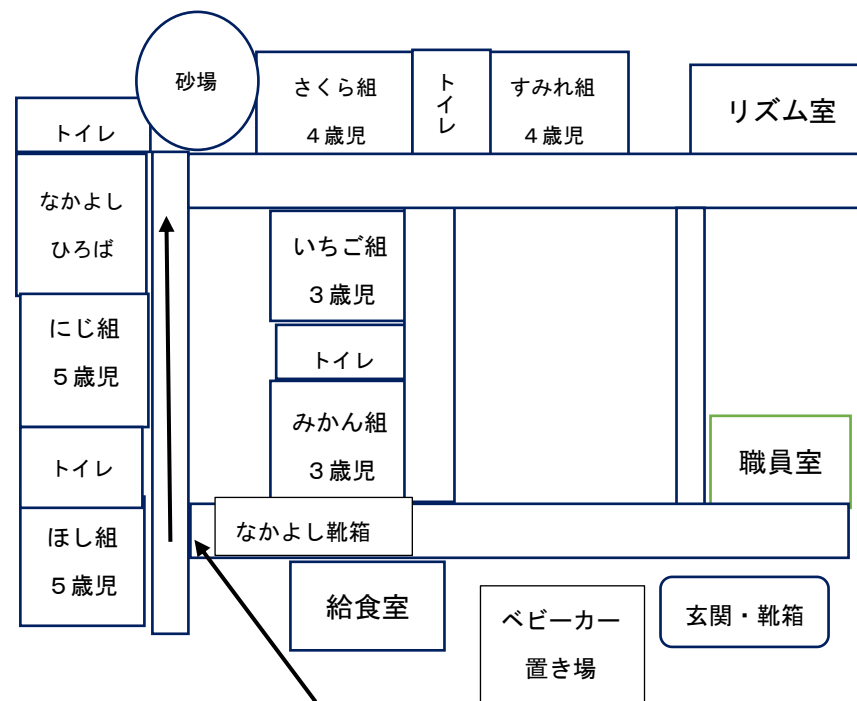 砂場
さくら組
４歳児
トイレ
すみれ組
４歳児
リズム室
トイレ
なかよし
ひろば
いちご組
３歳児
にじ組
５歳児
トイレ
みかん組
３歳児
トイレ
職員室
ほし組
５歳児
なかよし靴箱
給食室
ベビーカー
置き場
玄関・靴箱